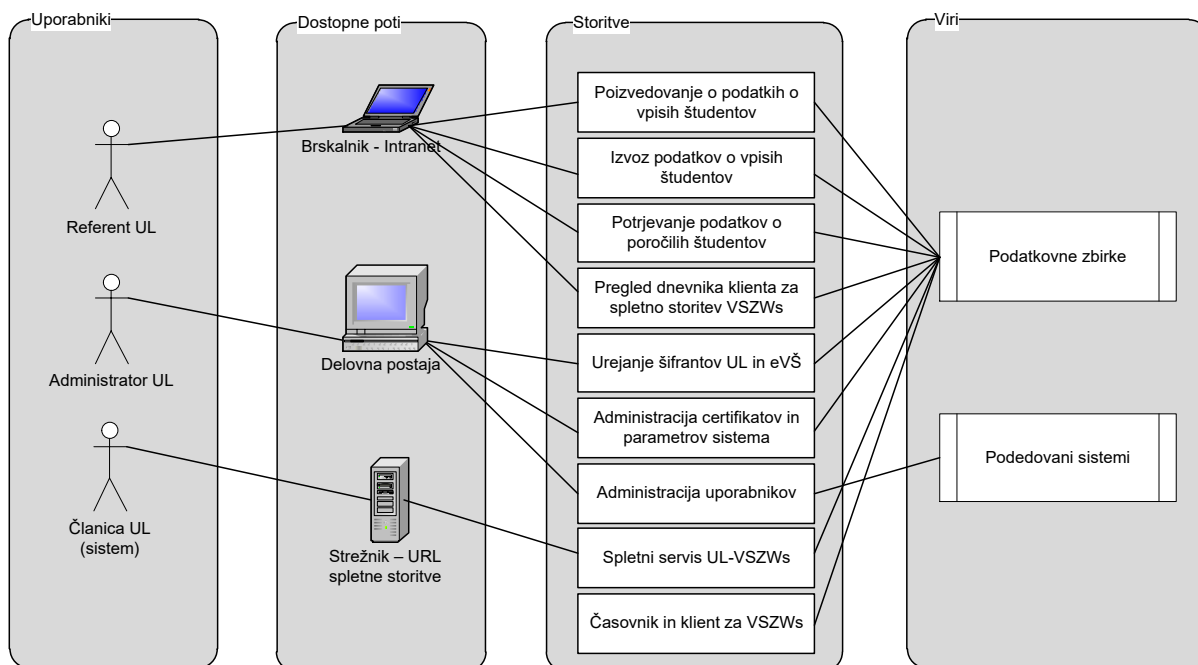 Uporabniki
Dostopne poti
Storitve
Viri
Referent UL
Administrator UL
Članica UL
(sistem)
Brskalnik - Intranet
Delovna postaja
Strežnik – URL
spletne storitve
Poizvedovanje o podatkih o
vpisih študentov
Izvoz podatkov o vpisih
študentov
Potrjevanje podatkov o
poročilih študentov
Pregled dnevnika klienta za
spletno storitev VSZWs
Urejanje šifrantov UL in eVŠ
Administracija certifikatov in
parametrov sistema
Administracija uporabnikov
Spletni servis UL-VSZWs
Časovnik in klient za VSZWs
Podatkovne zbirke
Podedovani sistemi